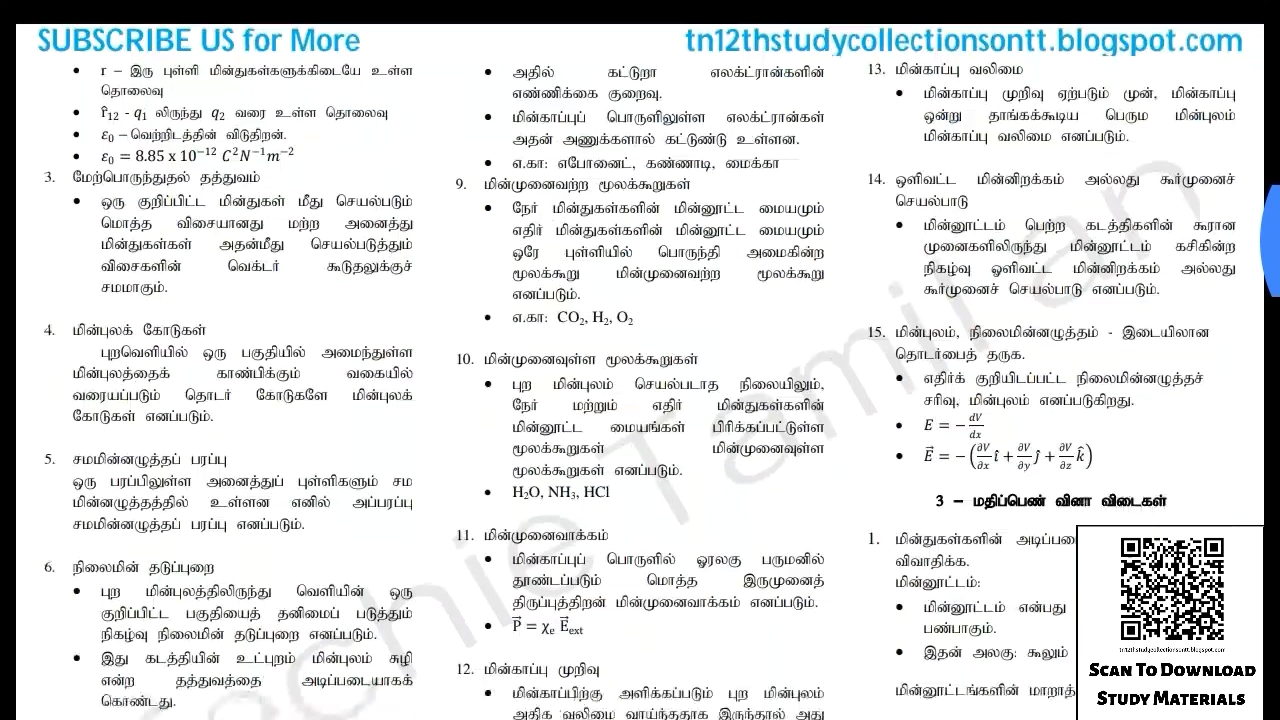 SUBSCRIBE US for More
tn12thstudycollectionsontt.blogspot.com
• r – இரு புள்ளி மின்துகள்களுக்கிடையே உள்ள
தொலைவு
• r̂₁₂ - q₁ லிருந்து q₂ வரை உள்ள தொலைவு
• ε₀ – வெற்றிடத்தின் விடுதிறன்.
• ε₀ = 8.85 x 10⁻¹² C²N⁻¹m⁻²
3. மேற்பொருந்துதல் தத்துவம்
• ஒரு குறிப்பிட்ட மின்துகள் மீது செயல்படும்
மொத்த விசையானது மற்ற அனைத்து
மின்துகள்கள் அதன்மீது செயல்படுத்தும்
விசைகளின் வெக்டர் கூடுதலுக்குச்
சமமாகும்.
4. மின்புலக் கோடுகள்
புறவெளியில் ஒரு பகுதியில் அமைந்துள்ள
மின்புலத்தைக் காண்பிக்கும் வகையில்
வரையப்படும் தொடர் கோடுகளே மின்புலக்
கோடுகள் எனப்படும்.
5. சமமின்னழுத்தப் பரப்பு
ஒரு பரப்பிலுள்ள அனைத்துப் புள்ளிகளும் சம
மின்னழுத்தத்தில் உள்ளன எனில் அப்பரப்பு
சமமின்னழுத்தப் பரப்பு எனப்படும்.
6. நிலைமின் தடுப்புறை
• புற மின்புலத்திலிருந்து வெளியின் ஒரு
குறிப்பிட்ட பகுதியைத் தனிமைப் படுத்தும்
நிகழ்வு நிலைமின் தடுப்புறை எனப்படும்.
• இது கடத்தியின் உட்புறம் மின்புலம் சுழி
என்ற தத்துவத்தை அடிப்படையாகக்
கொண்டது.
• அதில் கட்டுறா எலக்ட்ரான்களின்
எண்ணிக்கை குறைவு.
• மின்காப்புப் பொருளிலுள்ள எலக்ட்ரான்கள்
அதன் அணுக்களால் கட்டுண்டு உள்ளன.
• எ.கா: எபோனைட், கண்ணாடி, மைக்கா
9. மின்முனைவற்ற மூலக்கூறுகள்
• நேர் மின்துகள்களின் மின்னூட்ட மையமும்
எதிர் மின்துகள்களின் மின்னூட்ட மையமும்
ஒரே புள்ளியில் பொருந்தி அமைகின்ற
மூலக்கூறு மின்முனைவற்ற மூலக்கூறு
எனப்படும்.
• எ.கா: CO₂, H₂, O₂
10. மின்முனைவுள்ள மூலக்கூறுகள்
• புற மின்புலம் செயல்படாத நிலையிலும்,
நேர் மற்றும் எதிர் மின்துகள்களின்
மின்னூட்ட மையங்கள் பிரிக்கப்பட்டுள்ள
மூலக்கூறுகள் மின்முனைவுள்ள
மூலக்கூறுகள் எனப்படும்.
• H₂O, NH₃, HCl
11. மின்முனைவாக்கம்
• மின்காப்புப் பொருளில் ஓரலகு பருமனில்
தூண்டப்படும் மொத்த இருமுனைத்
திருப்புத்திறன் மின்முனைவாக்கம் எனப்படும்.
• P⃗ = χₑ E⃗ext
12. மின்காப்பு முறிவு
• மின்காப்பிற்கு அளிக்கப்படும் புற மின்புலம்
அதிக வலிமை வாய்ந்ததாக இருந்தால் அது
13. மின்காப்பு வலிமை
• மின்காப்பு முறிவு ஏற்படும் முன், மின்காப்பு
ஒன்று தாங்கக்கூடிய பெரும மின்புலம்
மின்காப்பு வலிமை எனப்படும்.
14. ஒளிவட்ட மின்னிறக்கம் அல்லது கூர்முனைச்
செயல்பாடு
• மின்னூட்டம் பெற்ற கடத்திகளின் கூரான
முனைகளிலிருந்து மின்னூட்டம் கசிகின்ற
நிகழ்வு ஒளிவட்ட மின்னிறக்கம் அல்லது
கூர்முனைச் செயல்பாடு எனப்படும்.
15. மின்புலம், நிலைமின்னழுத்தம் - இடையிலான
தொடர்பைத் தருக.
• எதிர்க் குறியிடப்பட்ட நிலைமின்னழுத்தச்
சரிவு, மின்புலம் எனப்படுகிறது.
• E = − dV/dx
• E⃗ = − (∂V/∂x î + ∂V/∂y ĵ + ∂V/∂z k̂)
3 – மதிப்பெண் வினா விடைகள்
1. மின்துகள்களின் அடிப்படை
விவாதிக்க.
மின்னூட்டம்:
• மின்னூட்டம் என்பது
பண்பாகும்.
• இதன் அலகு: கூலும்
மின்னூட்டங்களின் மாறாத்
tn12thstudycollectionsontt.blogspot.com
SCAN TO DOWNLOAD
STUDY MATERIALS